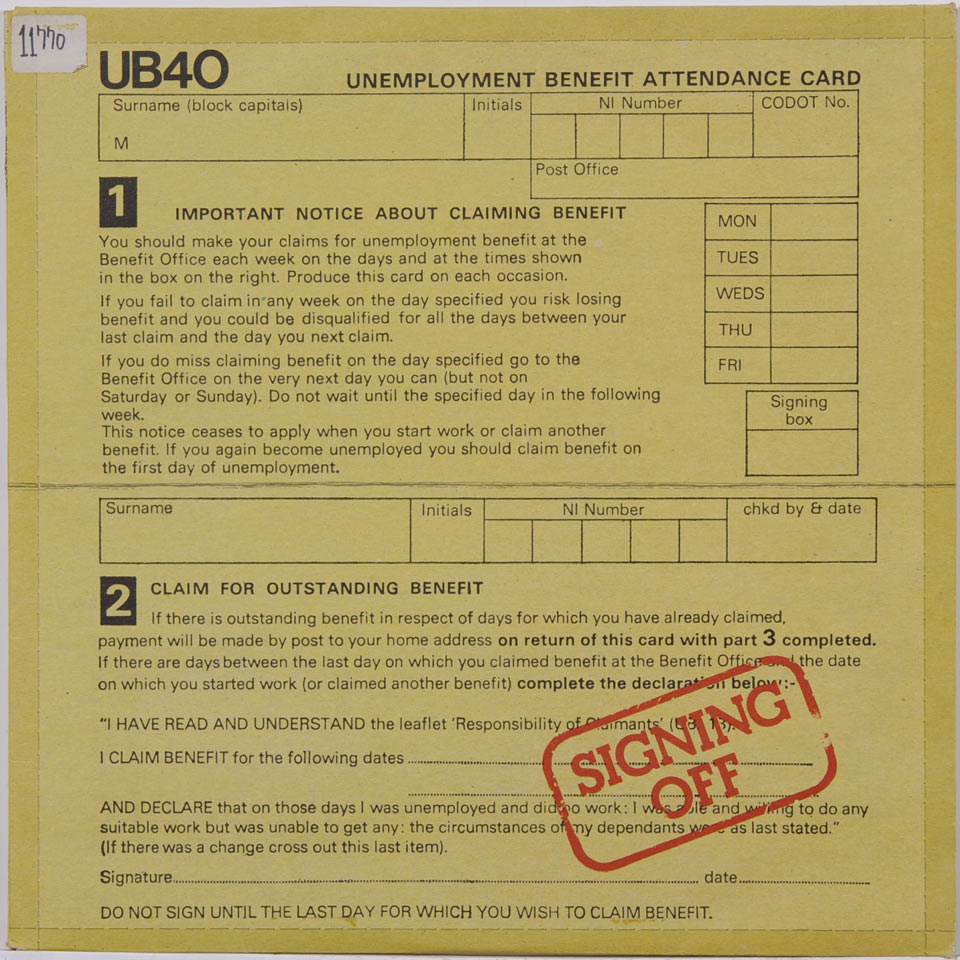 11770
UB40
UNEMPLOYMENT BENEFIT ATTENDANCE CARD
Surname (block capitals)
Initials
NI Number
CODOT No.
M
Post Office
1
IMPORTANT NOTICE ABOUT CLAIMING BENEFIT
You should make your claims for unemployment benefit at the
Benefit Office each week on the days and at the times shown
in the box on the right. Produce this card on each occasion.
If you fail to claim in any week on the day specified you risk losing
benefit and you could be disqualified for all the days between your
last claim and the day you next claim.
If you do miss claiming benefit on the day specified go to the
Benefit Office on the very next day you can (but not on
Saturday or Sunday). Do not wait until the specified day in the following
week.
This notice ceases to apply when you start work or claim another
benefit. If you again become unemployed you should claim benefit on
the first day of unemployment.
MON
TUES
WEDS
THU
FRI
Signing
box
Surname
Initials
NI Number
chkd by & date
2
CLAIM FOR OUTSTANDING BENEFIT
If there is outstanding benefit in respect of days for which you have already claimed,
payment will be made by post to your home address on return of this card with part 3 completed.
If there are days between the last day on which you claimed benefit at the Benefit Office and the date
on which you started work (or claimed another benefit) complete the declaration below:-
"I HAVE READ AND UNDERSTAND the leaflet 'Responsibility of Claimants' (UBL 18).
I CLAIM BENEFIT for the following dates
AND DECLARE that on those days I was unemployed and did no work: I was able and willing to do any
suitable work but was unable to get any: the circumstances of my dependants were as last stated."
(If there was a change cross out this last item).
Signature
date
DO NOT SIGN UNTIL THE LAST DAY FOR WHICH YOU WISH TO CLAIM BENEFIT.
SIGNING
OFF